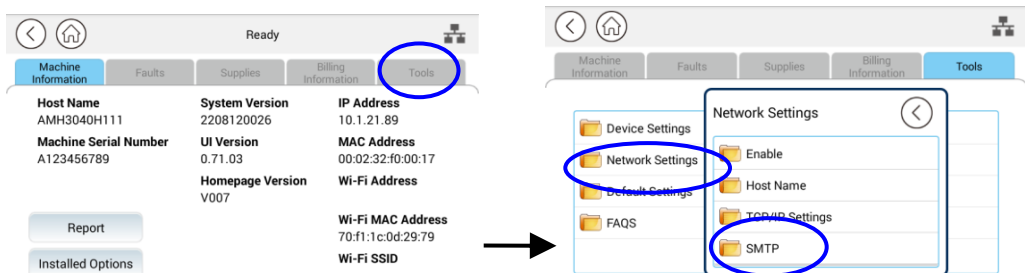 Ready
Machine Information
Faults
Supplies
Billing Information
Tools
Host Name
AMH3040H111
Machine Serial Number
A123456789
System Version
2208120026
UI Version
0.71.03
Homepage Version
V007
IP Address
10.1.21.89
MAC Address
00:02:32:f0:00:17
Wi-Fi Address
Wi-Fi MAC Address
70:f1:1c:0d:29:79
Wi-Fi SSID
Report
Installed Options
Machine Information
Faults
Supplies
Billing Information
Tools
Device Settings
Network Settings
Default Settings
FAQS
Network Settings
Enable
Host Name
TCP/IP Settings
SMTP